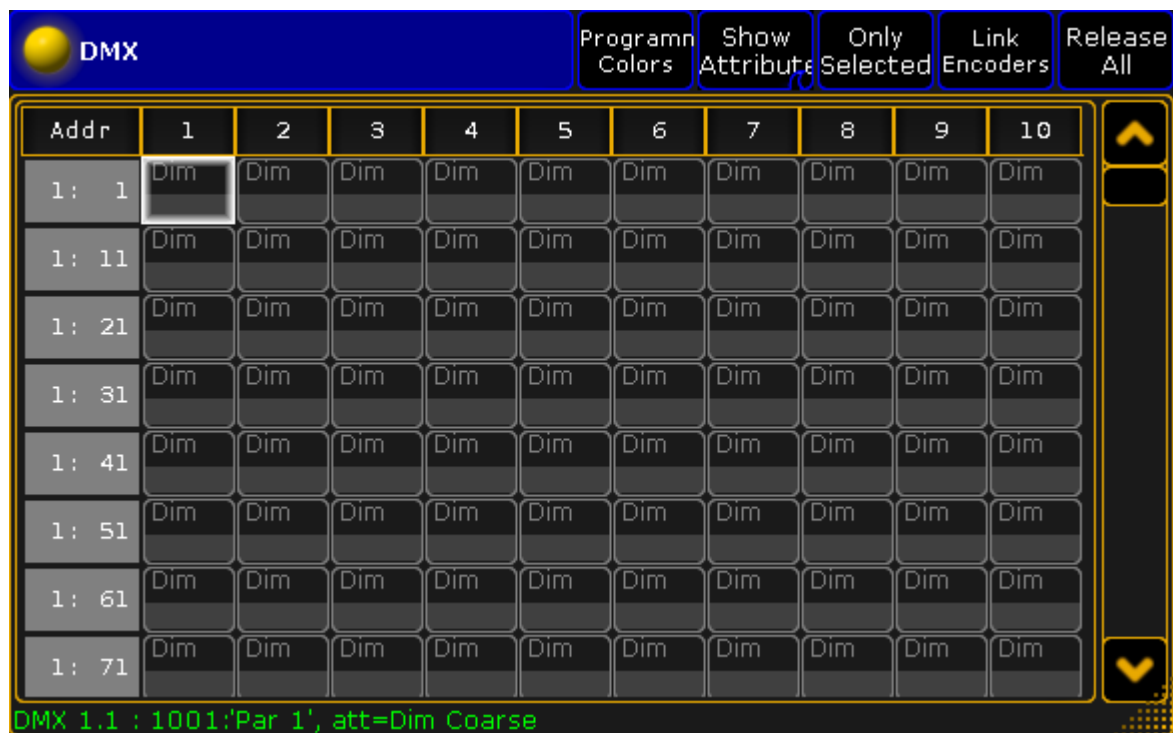 DMX
Programn Colors
Show Attribute
Only Selected
Link Encoders
Release All
Addr 1 2 3 4 5 6 7 8 9 10
1: 1 Dim Dim Dim Dim Dim Dim Dim Dim Dim Dim
1: 11 Dim Dim Dim Dim Dim Dim Dim Dim Dim Dim
1: 21 Dim Dim Dim Dim Dim Dim Dim Dim Dim Dim
1: 31 Dim Dim Dim Dim Dim Dim Dim Dim Dim Dim
1: 41 Dim Dim Dim Dim Dim Dim Dim Dim Dim Dim
1: 51 Dim Dim Dim Dim Dim Dim Dim Dim Dim Dim
1: 61 Dim Dim Dim Dim Dim Dim Dim Dim Dim Dim
1: 71 Dim Dim Dim Dim Dim Dim Dim Dim Dim Dim
DMX 1.1 : 1001:'Par 1', att=Dim Coarse